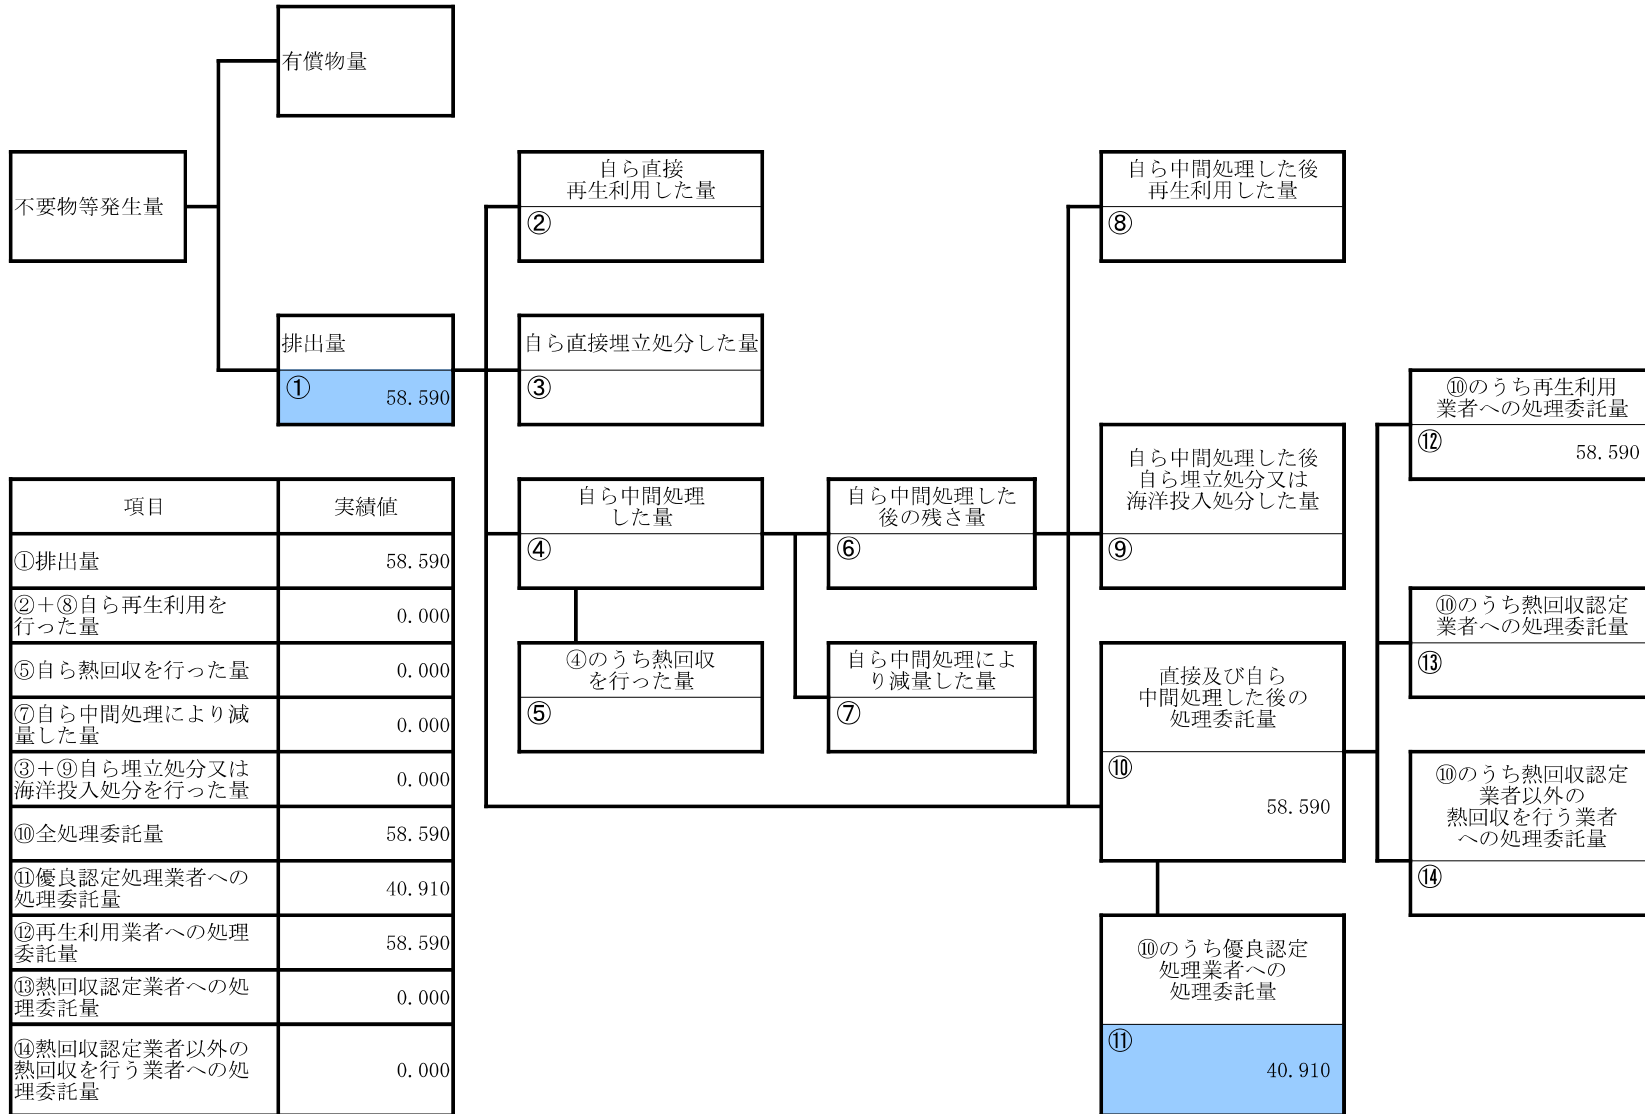 有償物量
不要物等発生量
排出量
①
58.590
自ら直接
再生利用した量
②
自ら直接埋立処分した量
③
自ら中間処理
した量
④
④のうち熱回収
を行った量
⑤
自ら中間処理した
後の残さ量
⑥
自ら中間処理によ
り減量した量
⑦
自ら中間処理した後
再生利用した量
⑧
自ら中間処理した後
自ら埋立処分又は
海洋投入処分した量
⑨
直接及び自ら
中間処理した後の
処理委託量
⑩
58.590
⑩のうち優良認定
処理業者への
処理委託量
⑪
40.910
⑩のうち再生利用
業者への処理委託量
⑫
58.590
⑩のうち熱回収認定
業者への処理委託量
⑬
⑩のうち熱回収認定
業者以外の
熱回収を行う業者
への処理委託量
⑭
項目 実績値
①排出量 58.590
②+⑧自ら再生利用を
行った量 0.000
⑤自ら熱回収を行った量 0.000
⑦自ら中間処理により減
量した量 0.000
③+⑨自ら埋立処分又は
海洋投入処分を行った量 0.000
⑩全処理委託量 58.590
⑪優良認定処理業者への
処理委託量 40.910
⑫再生利用業者への処理
委託量 58.590
⑬熱回収認定業者への処
理委託量 0.000
⑭熱回収認定業者以外の
熱回収を行う業者への処
理委託量 0.000